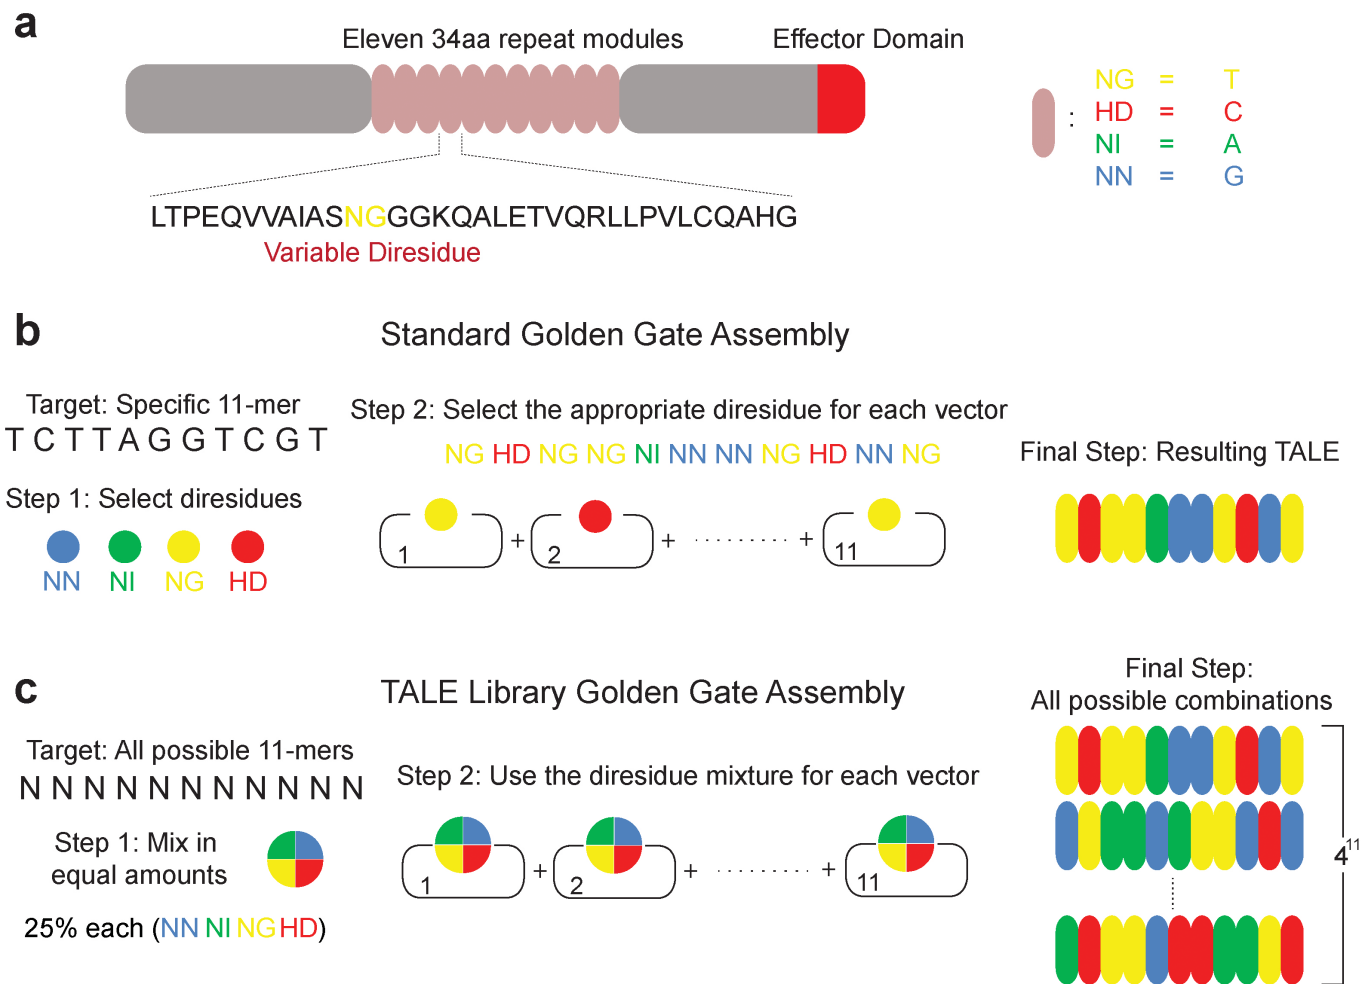 a
Eleven 34aa repeat modules
Effector Domain
NG = T
: HD = C
NI = A
NN = G
LTPEQVVAIASNGGGKQALETVQRLLPVLCQAHG
Variable Diresidue
b
Standard Golden Gate Assembly
Target: Specific 11-mer
T C T T A G G T C G T
Step 1: Select diresidues
NN NI NG HD
Step 2: Select the appropriate diresidue for each vector
NG HD NG NG NI NN NN NG HD NN NG
1 + 2 + ········ + 11
Final Step: Resulting TALE
c
TALE Library Golden Gate Assembly
Target: All possible 11-mers
N N N N N N N N N N N
Step 1: Mix in
equal amounts
25% each (NN NI NG HD)
Step 2: Use the diresidue mixture for each vector
1 + 2 + ········ + 11
Final Step:
All possible combinations
4¹¹